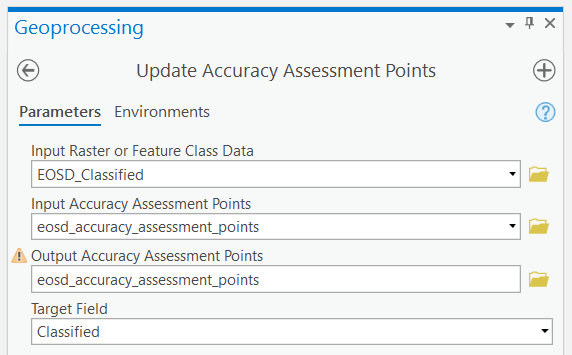 Geoprocessing
Update Accuracy Assessment Points
Parameters Environments
Input Raster or Feature Class Data
EOSD_Classified
Input Accuracy Assessment Points
eosd_accuracy_assessment_points
Output Accuracy Assessment Points
eosd_accuracy_assessment_points
Target Field
Classified